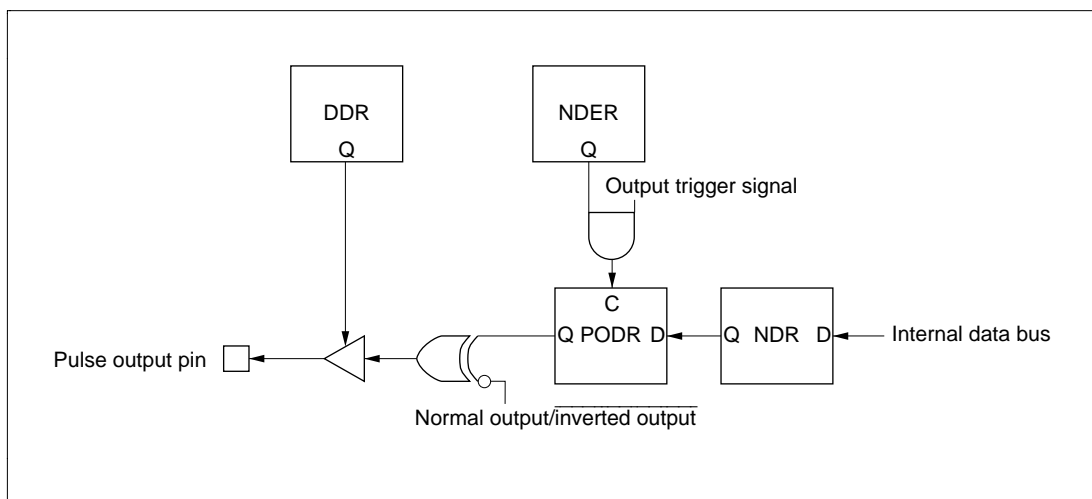 DDR
Q
NDER
Q
Output trigger signal
C
Q PODR D
Q NDR D
Internal data bus
Pulse output pin
Normal output/inverted output